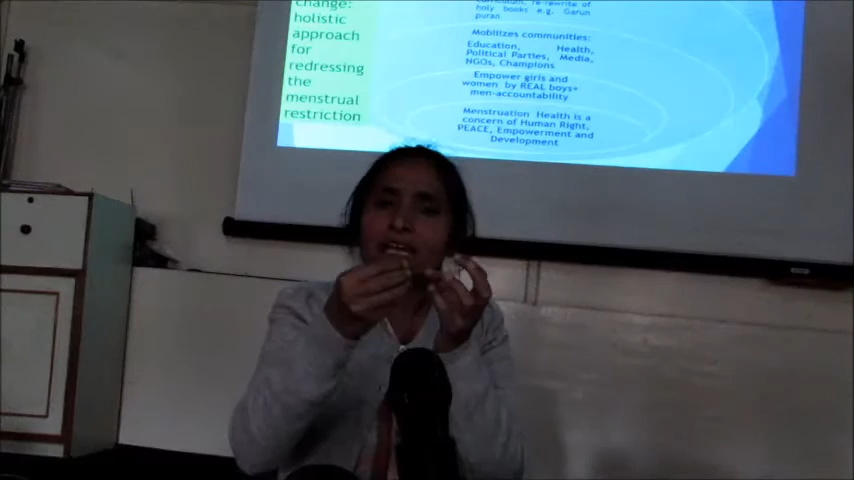 change:
holistic
approach
for
redressing
the
menstrual
restriction
holy books e.g. Garun
puran
Mobilizes communities:
Education, Health,
Political Parties, Media,
NGOs, Champions
Empowering girls and
women by REAL boys+
men-accountability
Menstruation Health is a
concern of Human Right,
PEACE, Empowerment and
Development